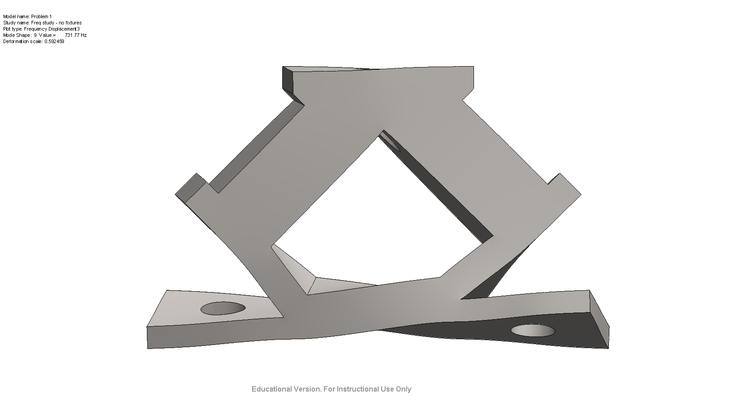 Model name: Problem 1
Study name: Freq study - no fixtures
Plot type: Frequency Displacement3
Mode Shape : 9 Value = 731.77 Hz
Deformation scale: 0.592469
Educational Version. For Instructional Use Only